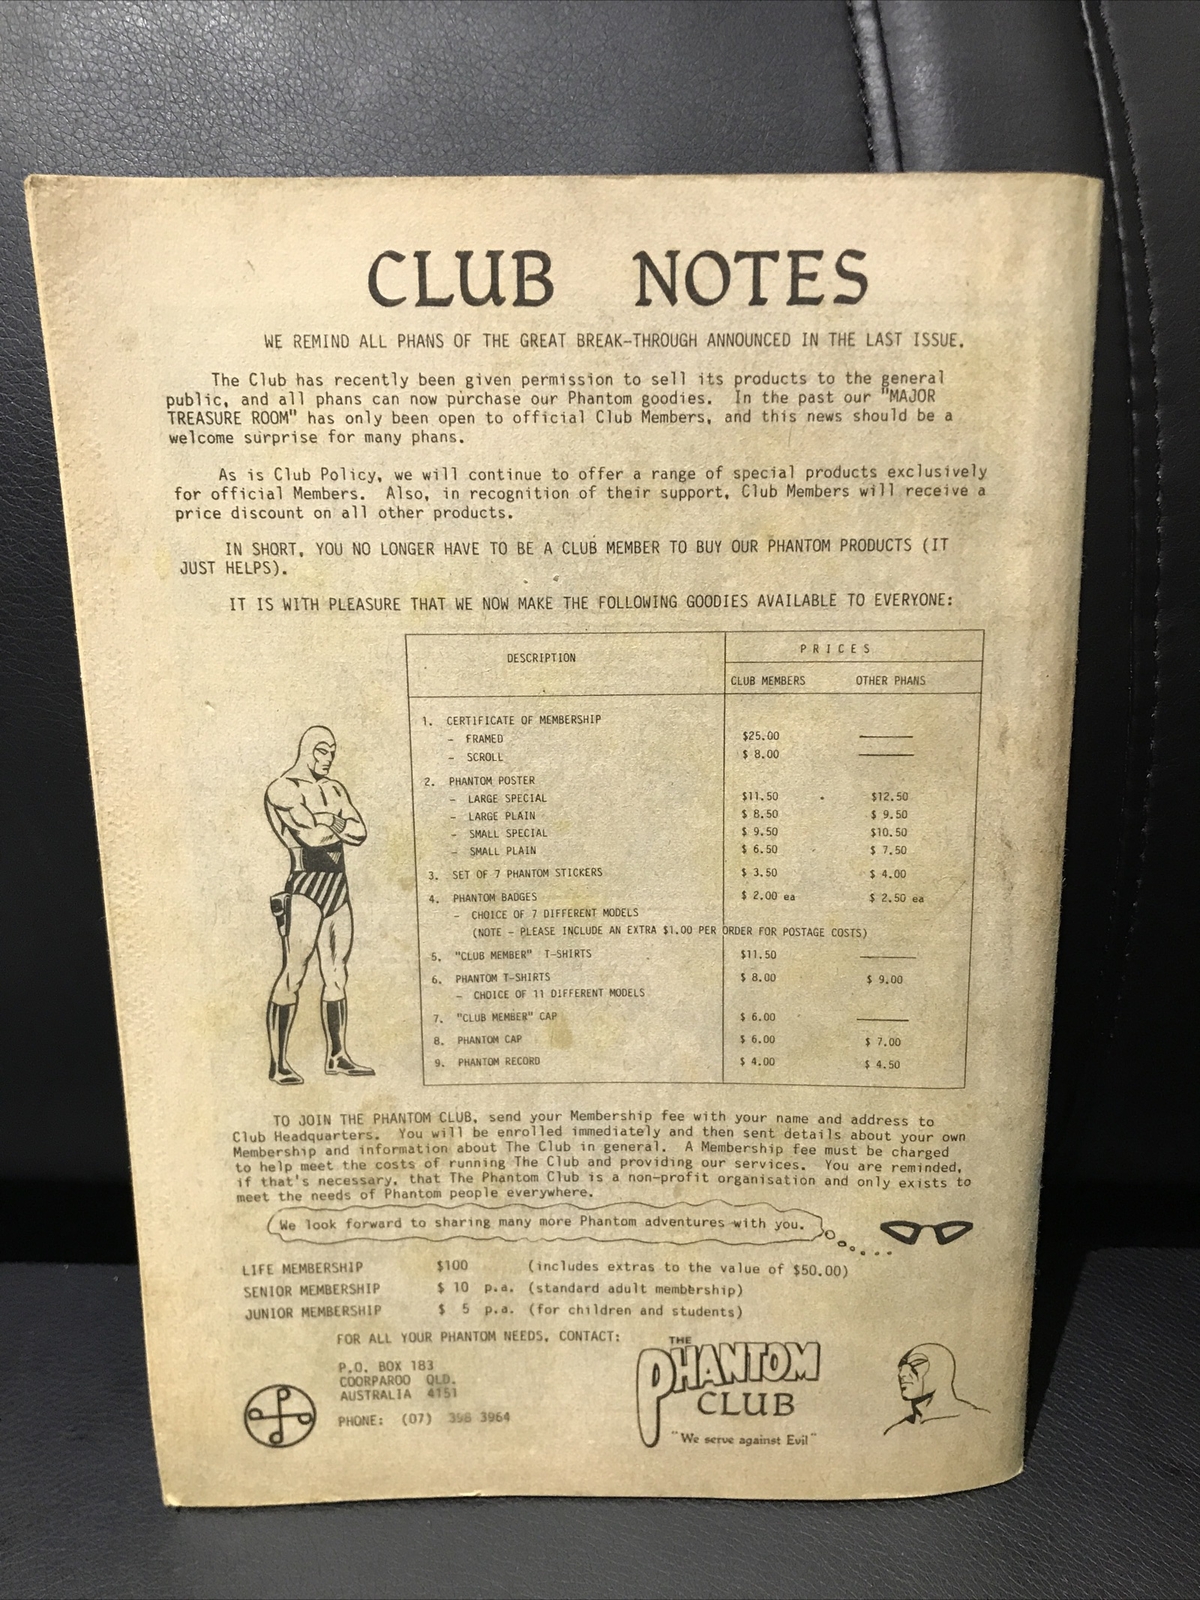 CLUB NOTES
WE REMIND ALL PHANS OF THE GREAT BREAK-THROUGH ANNOUNCED IN THE LAST ISSUE.
The Club has recently been given permission to sell its products to the general
public, and all phans can now purchase our Phantom goodies. In the past our "MAJOR
TREASURE ROOM" has only been open to official Club Members, and this news should be a
welcome surprise for many phans.
As is Club Policy, we will continue to offer a range of special products exclusively
for official Members. Also, in recognition of their support, Club Members will receive a
price discount on all other products.
IN SHORT, YOU NO LONGER HAVE TO BE A CLUB MEMBER TO BUY OUR PHANTOM PRODUCTS (IT
JUST HELPS).
IT IS WITH PLEASURE THAT WE NOW MAKE THE FOLLOWING GOODIES AVAILABLE TO EVERYONE:
DESCRIPTION PRICES
CLUB MEMBERS OTHER PHANS
1. CERTIFICATE OF MEMBERSHIP
- FRAMED $25.00 ———
- SCROLL $ 8.00 ———
2. PHANTOM POSTER
- LARGE SPECIAL $11.50 $12.50
- LARGE PLAIN $ 8.50 $ 9.50
- SMALL SPECIAL $ 9.50 $10.50
- SMALL PLAIN $ 6.50 $ 7.50
3. SET OF 7 PHANTOM STICKERS $ 3.50 $ 4.00
4. PHANTOM BADGES $ 2.00 ea $ 2.50 ea
- CHOICE OF 7 DIFFERENT MODELS
(NOTE - PLEASE INCLUDE AN EXTRA $1.00 PER ORDER FOR POSTAGE COSTS)
5. "CLUB MEMBER" T-SHIRTS $11.50 ———
6. PHANTOM T-SHIRTS $ 8.00 $ 9.00
- CHOICE OF 11 DIFFERENT MODELS
7. "CLUB MEMBER" CAP $ 6.00 ———
8. PHANTOM CAP $ 6.00 $ 7.00
9. PHANTOM RECORD $ 4.00 $ 4.50
TO JOIN THE PHANTOM CLUB, send your Membership fee with your name and address to
Club Headquarters. You will be enrolled immediately and then sent details about your own
Membership and information about The Club in general. A Membership fee must be charged
to help meet the costs of running The Club and providing our services. You are reminded,
if that's necessary, that The Phantom Club is a non-profit organisation and only exists to
meet the needs of Phantom people everywhere.
We look forward to sharing many more Phantom adventures with you.
LIFE MEMBERSHIP $100 (includes extras to the value of $50.00)
SENIOR MEMBERSHIP $ 10 p.a. (standard adult membership)
JUNIOR MEMBERSHIP $ 5 p.a. (for children and students)
FOR ALL YOUR PHANTOM NEEDS, CONTACT:
P.O. BOX 183
COORPAROO QLD.
AUSTRALIA 4151
PHONE: (07) 3964
THE
PHANTOM
CLUB
"We serve against Evil"